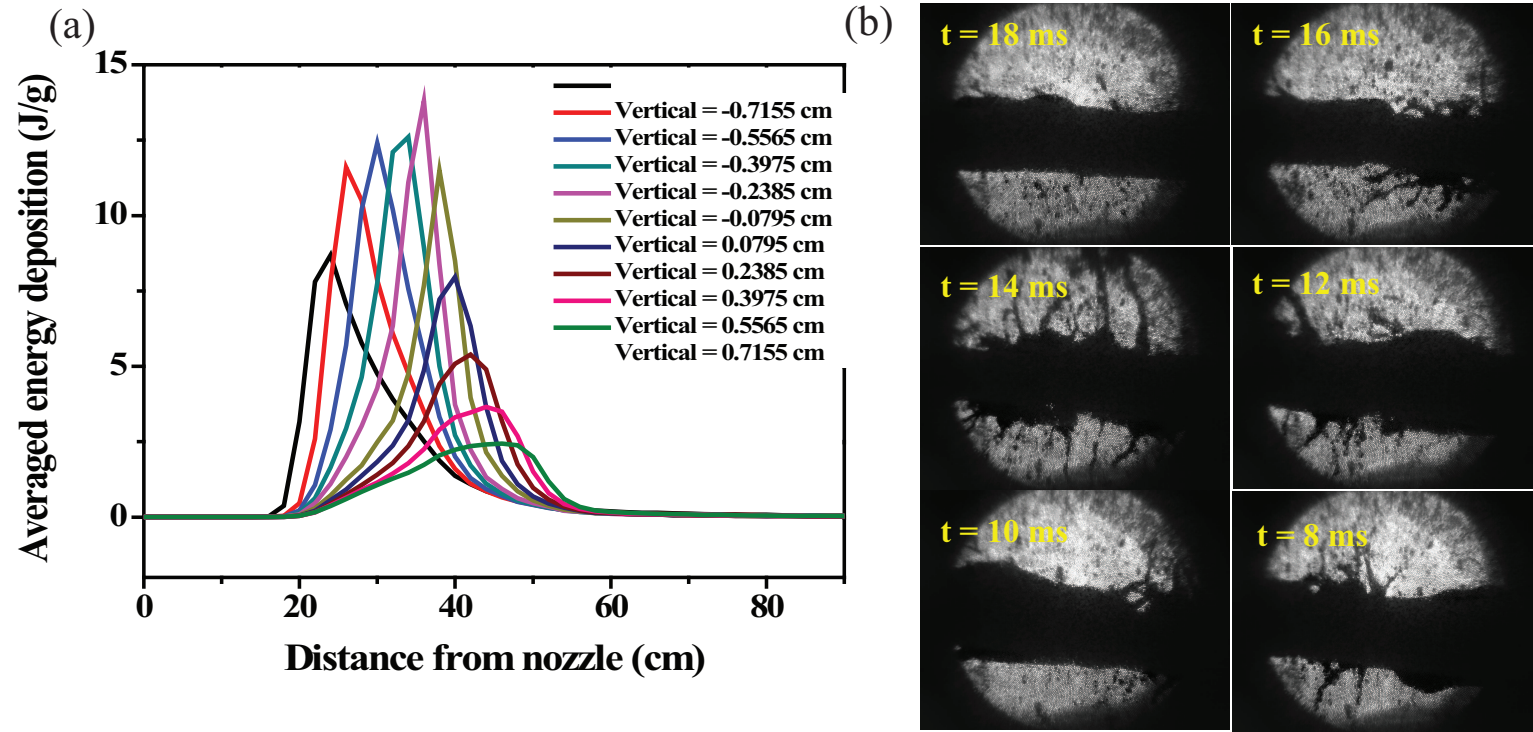 (a)
Averaged energy deposition (J/g)
15
10
5
0
Vertical = -0.7155 cm
Vertical = -0.5565 cm
Vertical = -0.3975 cm
Vertical = -0.2385 cm
Vertical = -0.0795 cm
Vertical = 0.0795 cm
Vertical = 0.2385 cm
Vertical = 0.3975 cm
Vertical = 0.5565 cm
Vertical = 0.7155 cm
0 20 40 60 80
Distance from nozzle (cm)
(b)
t = 18 ms
t = 16 ms
t = 14 ms
t = 12 ms
t = 10 ms
t = 8 ms